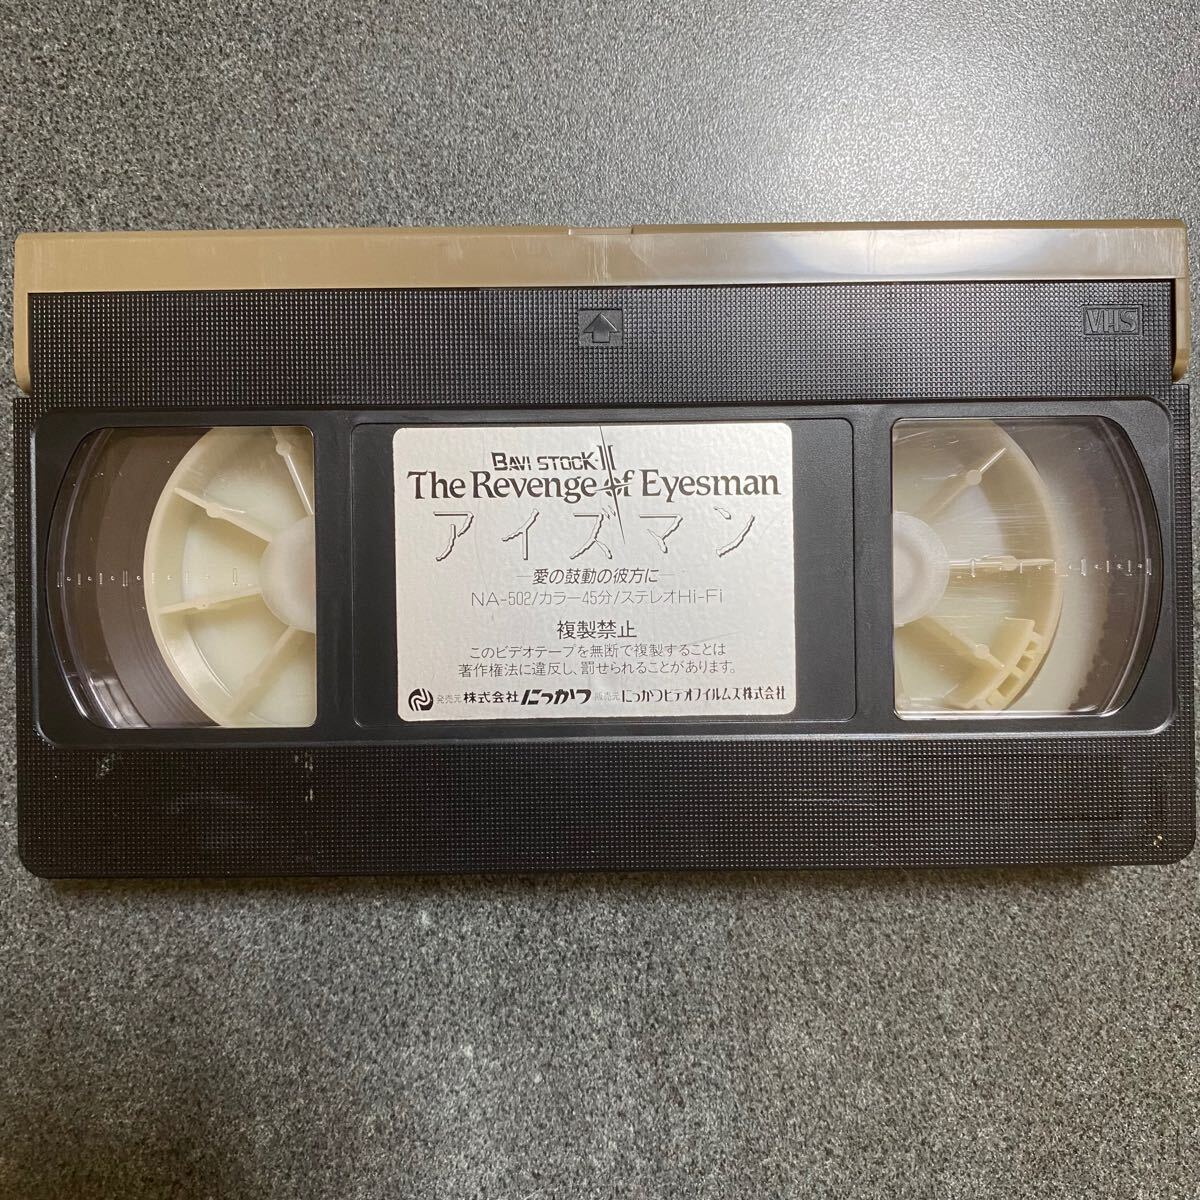 VHS
BAVI STOCK II
The Revenge of Eyesman
アイズマン
―愛の鼓動の彼方に―
NA-502/カラー45分/ステレオHi-Fi
複製禁止
このビデオテープを無断で複製することは
著作権法に違反し、罰せられることがあります。
発売元 株式会社にっかつ 販売元 にっかつビデオフイルムズ株式会社